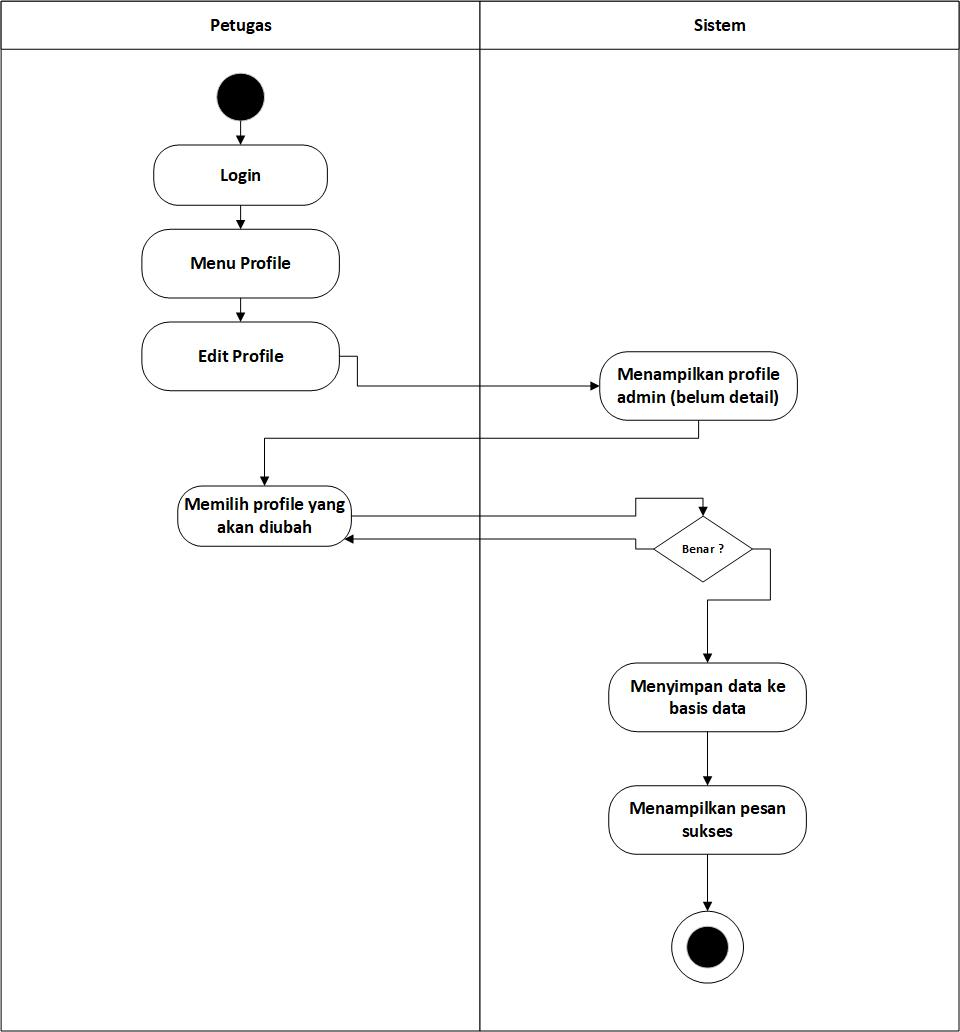 Petugas
Sistem
Login
Menu Profile
Edit Profile
Menampilkan profile
admin (belum detail)
Memilih profile yang
akan diubah
Benar ?
Menyimpan data ke
basis data
Menampilkan pesan
sukses